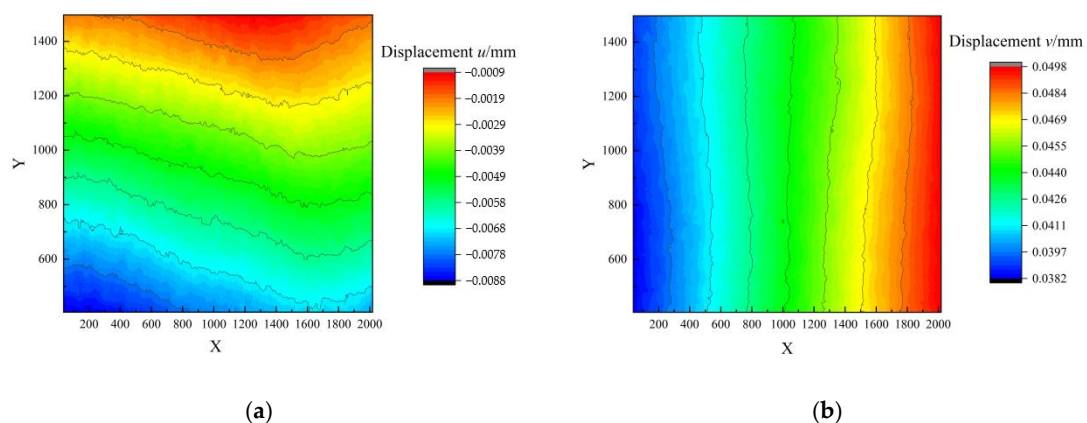 Displacement u/mm
−0.0009
−0.0019
−0.0029
−0.0039
−0.0049
−0.0058
−0.0068
−0.0078
−0.0088
1400
1200
1000
800
600
Y
200 400 600 800 1000 1200 1400 1600 1800 2000
X
(a)
Displacement v/mm
0.0498
0.0484
0.0469
0.0455
0.0440
0.0426
0.0411
0.0397
0.0382
1400
1200
1000
800
600
Y
200 400 600 800 1000 1200 1400 1600 1800 2000
X
(b)